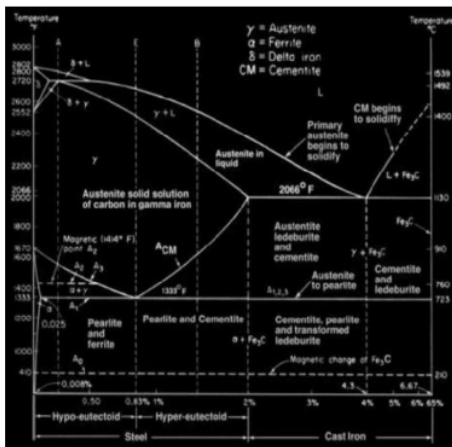 Temperature
°F
Temperature
°C
γ = Austenite
α = Ferrite
δ = Delta iron
CM = Cementite
A
E
B
3000
2802
2720
2600
2552
2400
2200
2066
2000
1800
1670
1600
1400
1333
1200
1000
410
1539
1492
1400
1130
910
760
723
210
δ + L
δ + γ
γ + L
L
δ
γ
CM begins
to solidify
Primary
austenite
begins to
solidify
L + Fe3C
Austenite in
liquid
Austenite solid solution
of carbon in gamma iron
2066° F
Fe3C
Austentite
ledeburite
and
cementite
γ + Fe3C
Cementite
and
ledeburite
ACM
Magnetic (1414° F)
point A2
A2
A3
α + γ
A1
1333°F
A1,2,3
Austenite
to pearlite
α
0.025
Pearlite
and
ferrite
Pearlite and Cementite
Cementite, pearlite
and transformed
ledeburite
α + Fe3C
A0
Magnetic change of Fe3C
0.008%
4.3
6.67
0.50
0.83%
1%
2%
3%
4%
5%
6%
65%
Hypo-eutectoid
Hyper-eutectoid
Steel
Cast Iron